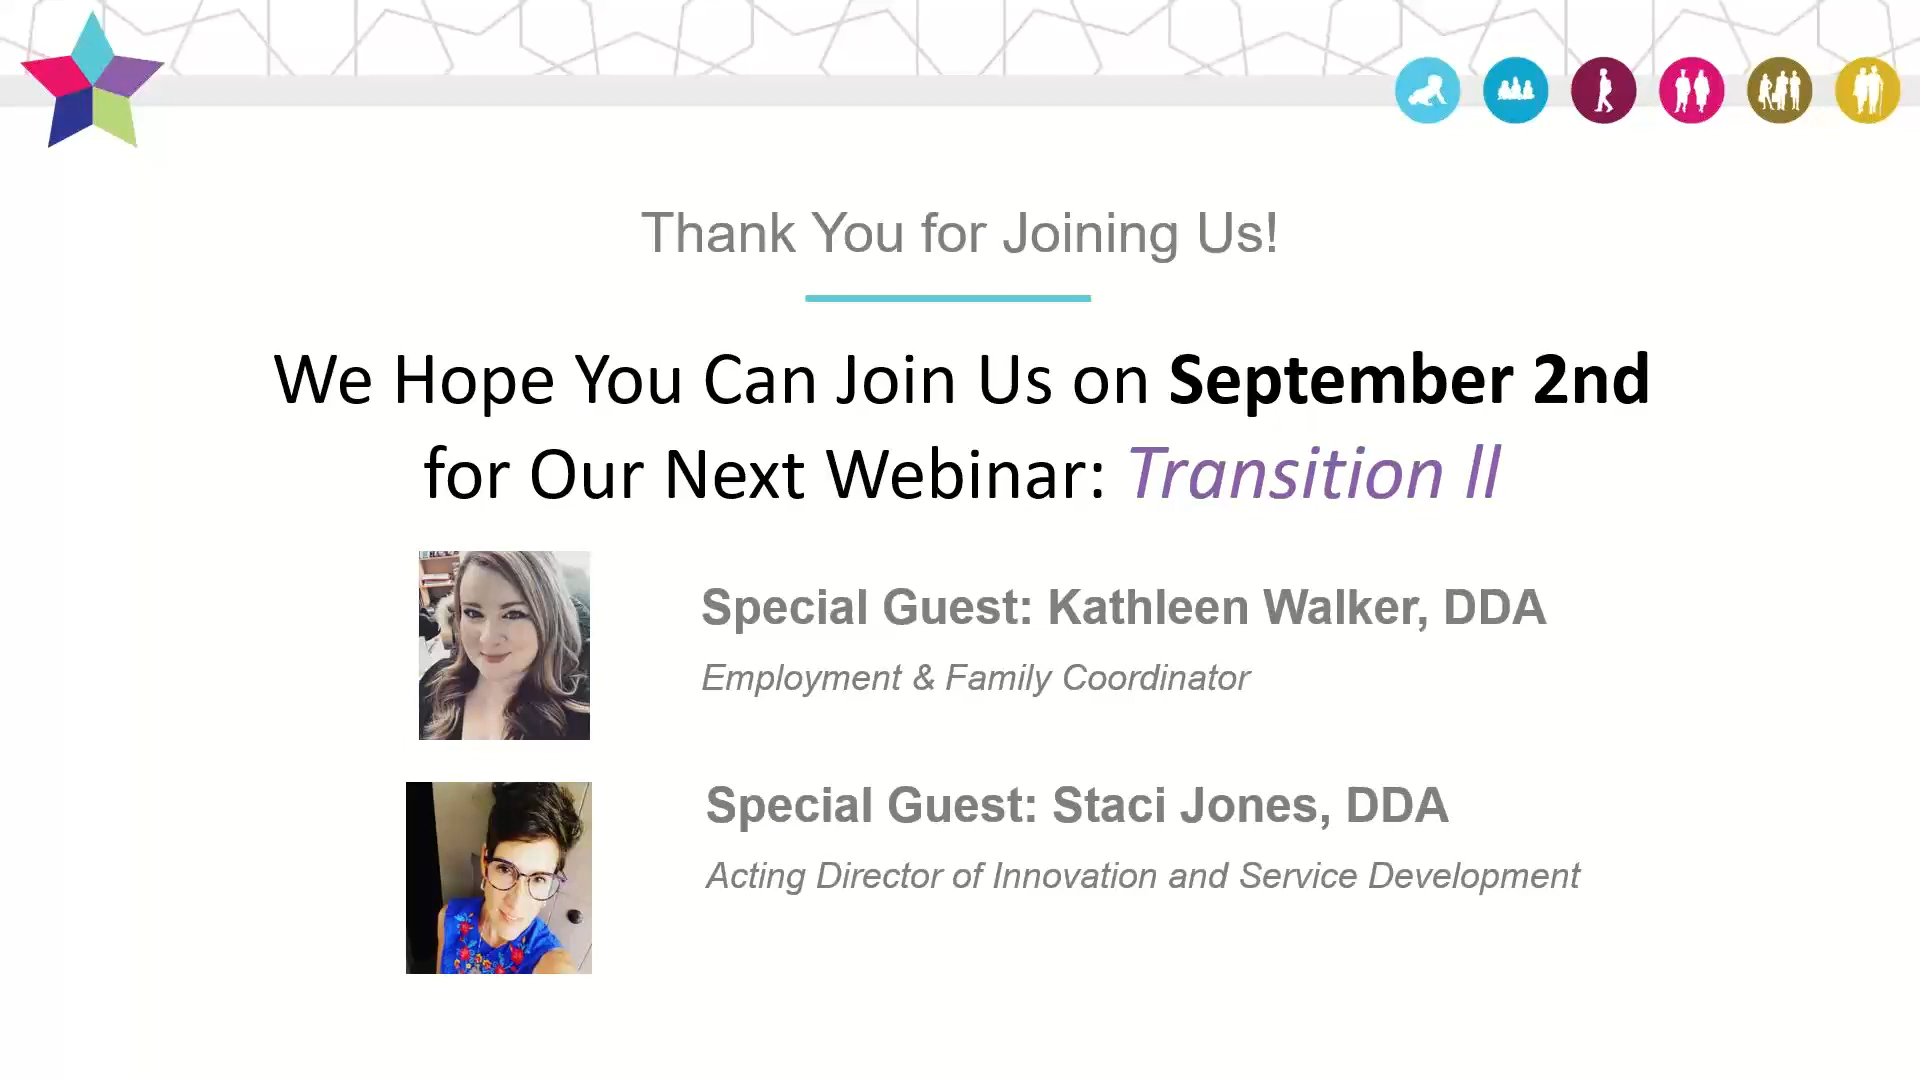 Thank You for Joining Us!
We Hope You Can Join Us on September 2nd
for Our Next Webinar: Transition ll
Special Guest: Kathleen Walker, DDA
Employment & Family Coordinator
Special Guest: Staci Jones, DDA
Acting Director of Innovation and Service Development